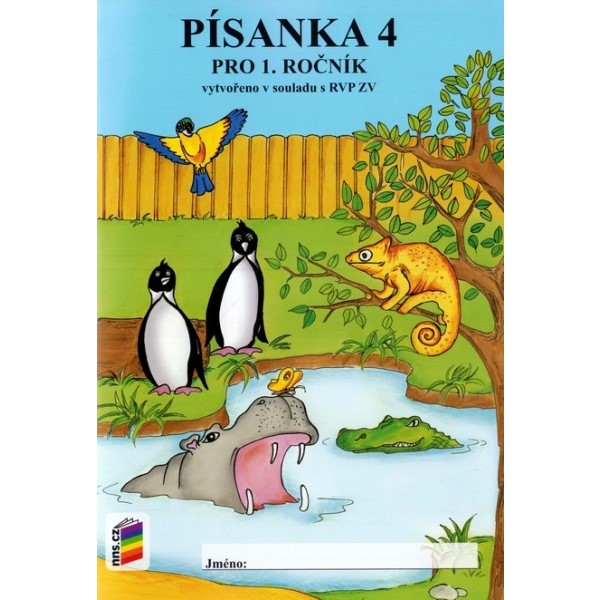 PÍSANKA 4
PRO 1. ROČNÍK
vytvořeno v souladu s RVP ZV
nns.cz
Jméno: